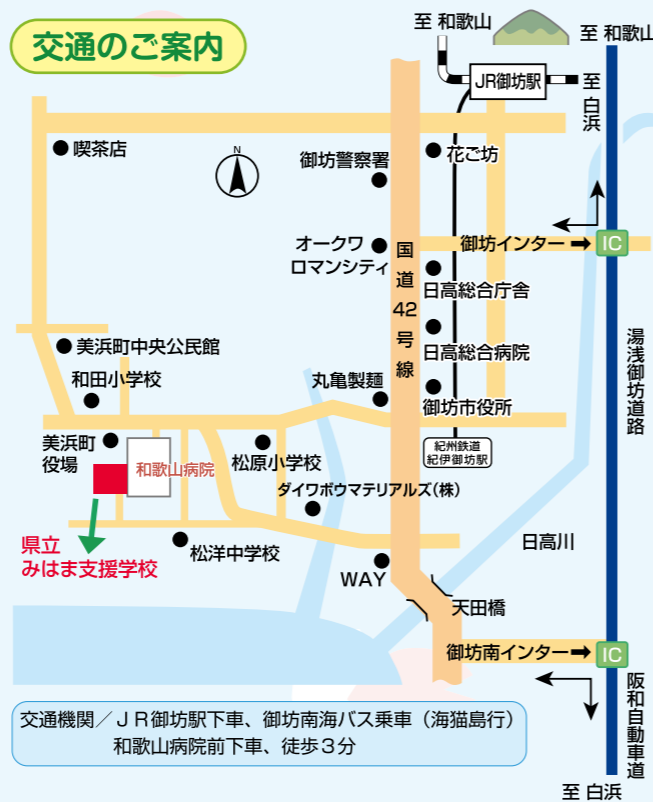 交通のご案内
至 和歌山
至 和歌山
JR御坊駅
至白浜
喫茶店
N
御坊警察署
花ご坊
オークワ
ロマンシティ
国道42号線
御坊インター➡
IC
日高総合庁舎
日高総合病院
湯浅御坊道路
美浜町中央公民館
和田小学校
丸亀製麺
御坊市役所
美浜町
役場
和歌山病院
松原小学校
紀州鉄道
紀伊御坊駅
ダイワボウマテリアルズ(株)
県立
みはま支援学校
松洋中学校
WAY
日高川
天田橋
御坊南インター➡
IC
阪和自動車道
交通機関／ＪＲ御坊駅下車、御坊南海バス乗車（海猫島行）
和歌山病院前下車、徒歩３分
至 白浜